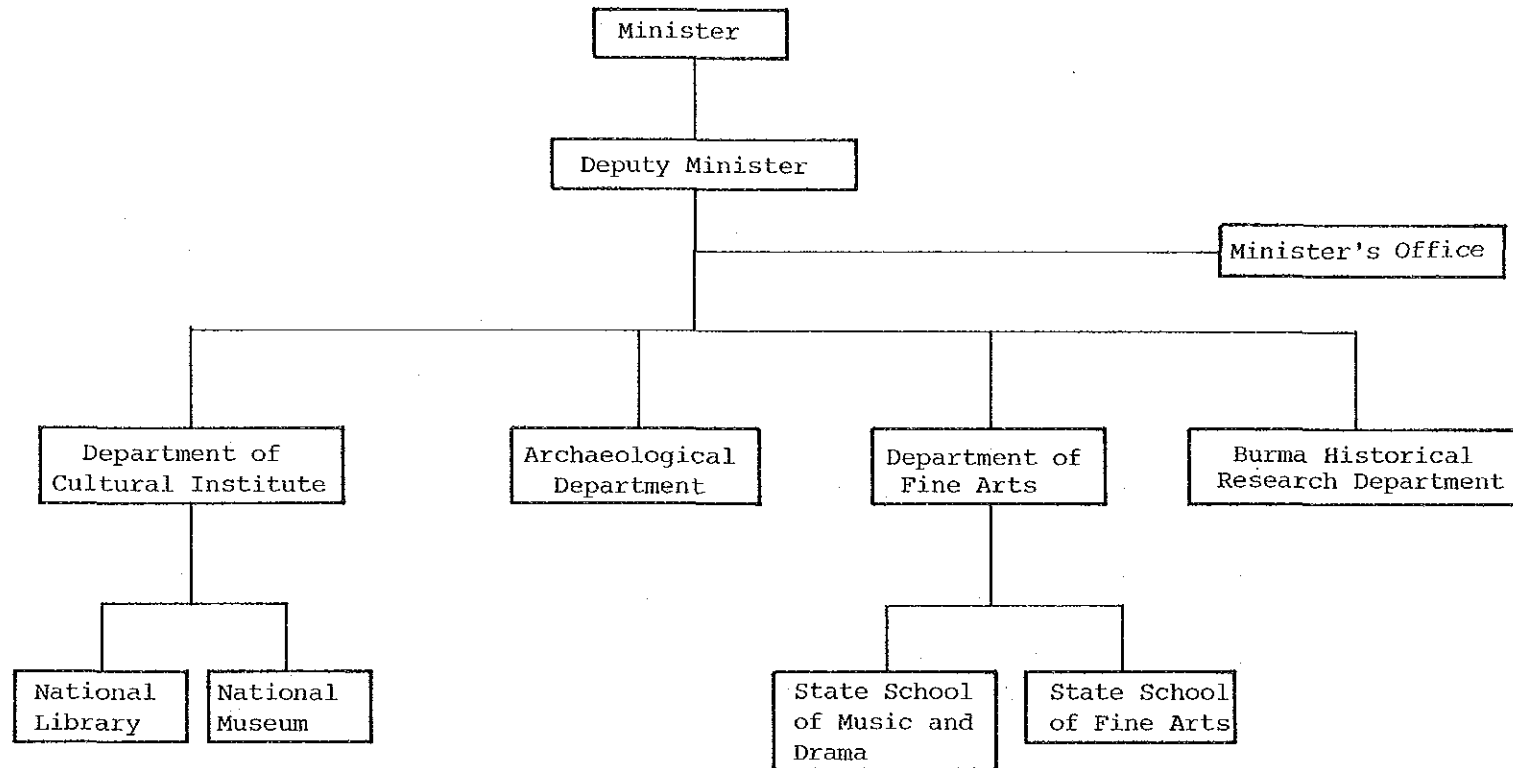 Minister
Deputy Minister
Minister's Office
Department of
Cultural Institute
Archaeological
Department
Department of
Fine Arts
Burma Historical
Research Department
National
Library
National
Museum
State School
of Music and
Drama
State School
of Fine Arts